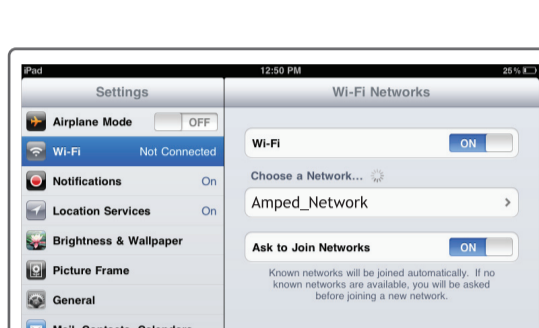 iPad 12:50 PM 25%
Settings
Airplane Mode OFF
Wi-Fi Not Connected
Notifications On
Location Services On
Brightness & Wallpaper
Picture Frame
General
Mail, Contacts, Calendars
Wi-Fi Networks
Wi-Fi ON
Choose a Network...
Amped_Network
Ask to Join Networks ON
Known networks will be joined automatically. If no
known networks are available, you will be asked
before joining a new network.